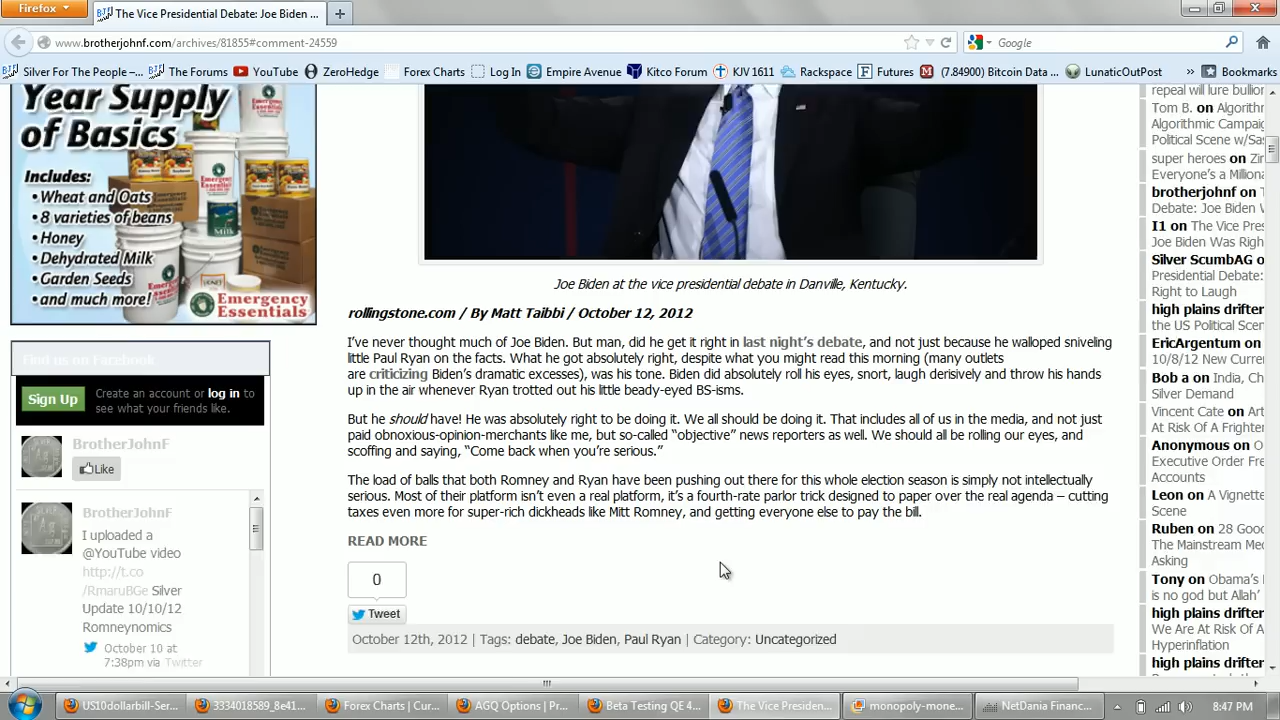 Firefox
The Vice Presidential Debate: Joe Biden ...
www.brotherjohnf.com/archives/81855#comment-24559
Google
Silver For The People –...
The Forums
YouTube
ZeroHedge
Forex Charts
Log In
Empire Avenue
Kitco Forum
KJV 1611
Rackspace
Futures
(7.84900) Bitcoin Data ...
LunaticOutPost
»
Bookmarks
Year Supply
of Basics
Includes:
• Wheat and Oats
• 8 varieties of beans
• Honey
• Dehydrated Milk
• Garden Seeds
• and much more!
Emergency
Essentials
Find us on Facebook
Sign Up
Create an account or log in to
see what your friends like.
BrotherJohnF
Like
BrotherJohnF
I uploaded a
@YouTube video
http://t.co
/RmaruBGe Silver
Update 10/10/12
Romneynomics
October 10 at
7:38pm via Twitter
Joe Biden at the vice presidential debate in Danville, Kentucky.
rollingstone.com / By Matt Taibbi / October 12, 2012
I've never thought much of Joe Biden. But man, did he get it right in last night's debate, and not just because he walloped sniveling
little Paul Ryan on the facts. What he got absolutely right, despite what you might read this morning (many outlets
are criticizing Biden's dramatic excesses), was his tone. Biden did absolutely roll his eyes, snort, laugh derisively and throw his hands
up in the air whenever Ryan trotted out his little beady-eyed BS-isms.
But he should have! He was absolutely right to be doing it. We all should be doing it. That includes all of us in the media, and not just
paid obnoxious-opinion-merchants like me, but so-called "objective" news reporters as well. We should all be rolling our eyes, and
scoffing and saying, "Come back when you're serious."
The load of balls that both Romney and Ryan have been pushing out there for this whole election season is simply not intellectually
serious. Most of their platform isn't even a real platform, it's a fourth-rate parlor trick designed to paper over the real agenda – cutting
taxes even more for super-rich dickheads like Mitt Romney, and getting everyone else to pay the bill.
READ MORE
0
Tweet
October 12th, 2012 | Tags: debate, Joe Biden, Paul Ryan | Category: Uncategorized
repeal will lure bullion
Tom B. on Algorithm
Algorithmic Campaig
Political Scene w/Sas
super heroes on Zim
Everyone's a Milliona
brotherjohnf on T
Debate: Joe Biden W
I1 on The Vice Pres
Joe Biden Was Righ
Silver ScumbAG o
Presidential Debate:
Right to Laugh
high plains drifter
the US Political Scen
EricArgentum on
10/8/12 New Curren
Bob a on India, Ch
Silver Demand
Vincent Cate on Art
At Risk Of A Frighten
Anonymous on
Executive Order Free
Accounts
Leon on A Vignette
Scene
Ruben on 28 Good
The Mainstream Med
Asking
Tony on Obama's
is no god but Allah'
high plains drifter
We Are At Risk Of A
Hyperinflation
high plains drifter
US10dollarbill-Ser...
3334018589_8e41...
Forex Charts | Cur...
AGQ Options | Pr...
Beta Testing QE 4...
The Vice Presiden...
monopoly-mone...
NetDania Financ...
8:47 PM